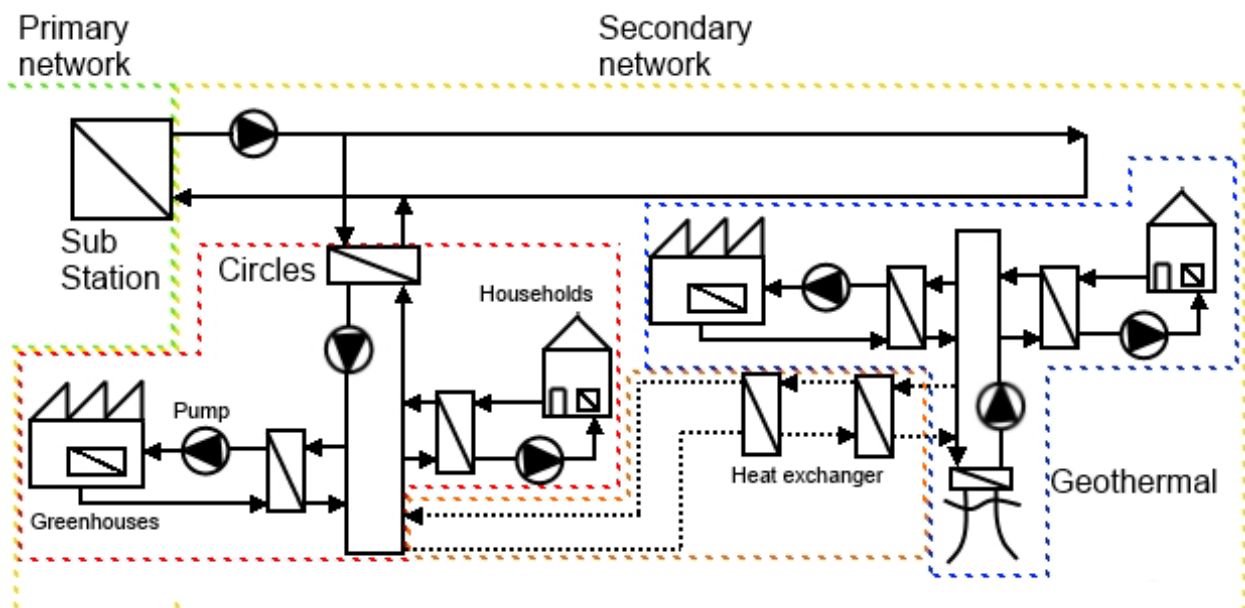 Primary
network
Secondary
network
Sub
Station
Circles
Households
Pump
Greenhouses
Heat exchanger
Geothermal